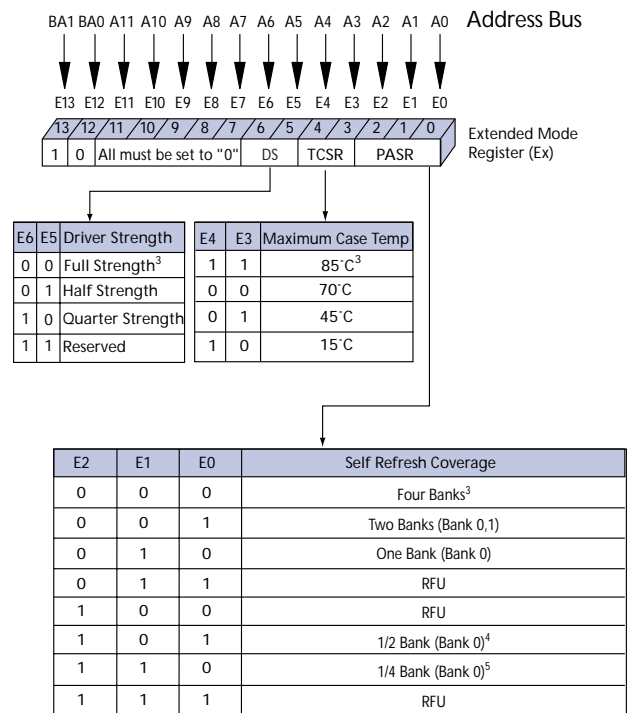 BA1 BA0 A11 A10 A9 A8 A7 A6 A5 A4 A3 A2 A1 A0 Address Bus
E13 E12 E11 E10 E9 E8 E7 E6 E5 E4 E3 E2 E1 E0
13 12 11 10 9 8 7 6 5 4 3 2 1 0
1 0 All must be set to "0" DS TCSR PASR
Extended Mode
Register (Ex)
E6 E5 Driver Strength
0 0 Full Strength³
0 1 Half Strength
1 0 Quarter Strength
1 1 Reserved
E4 E3 Maximum Case Temp
1 1 85˚C³
0 0 70˚C
0 1 45˚C
1 0 15˚C
E2 E1 E0 Self Refresh Coverage
0 0 0 Four Banks³
0 0 1 Two Banks (Bank 0,1)
0 1 0 One Bank (Bank 0)
0 1 1 RFU
1 0 0 RFU
1 0 1 1/2 Bank (Bank 0)⁴
1 1 0 1/4 Bank (Bank 0)⁵
1 1 1 RFU